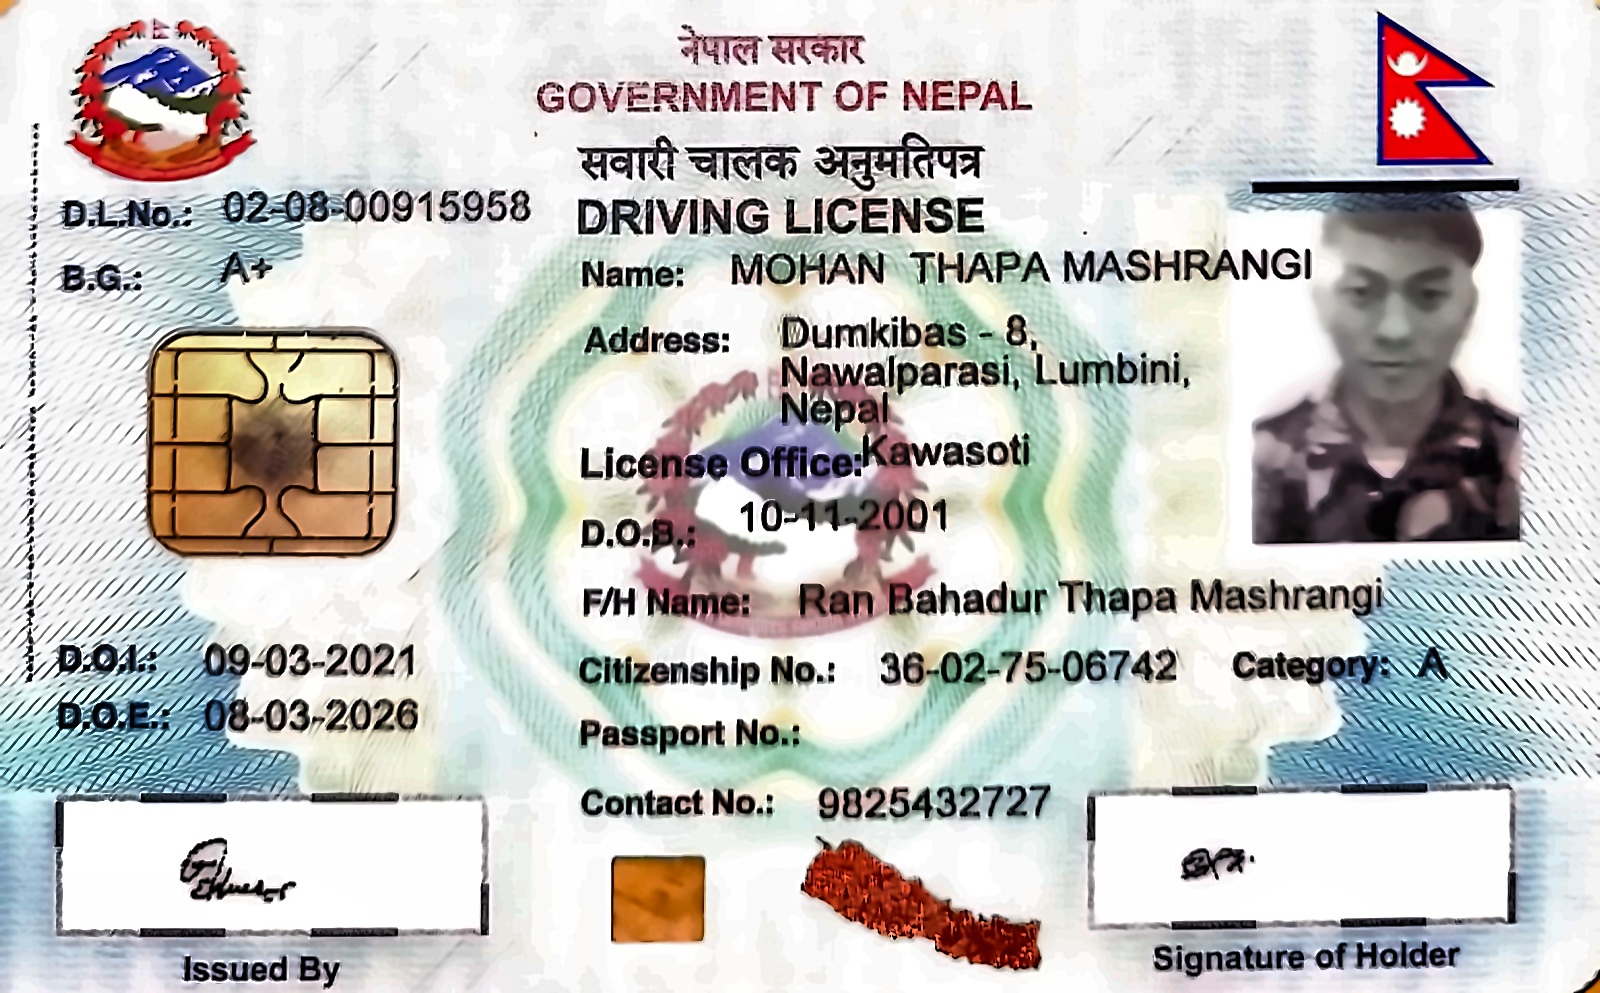 नेपाल सरकार
GOVERNMENT OF NEPAL
सवारी चालक अनुमतिपत्र
DRIVING LICENSE
D.L.No.: 02-08-00915958
B.G.: A+
Name: MOHAN THAPA MASHRANGI
Address: Dumkibas - 8,
Nawalparasi, Lumbini,
Nepal
License Office: Kawasoti
D.O.B.: 10-11-2001
F/H Name: Ran Bahadur Thapa Mashrangi
D.O.I.: 09-03-2021
D.O.E.: 08-03-2026
Citizenship No.: 36-02-75-06742 Category: A
Passport No.:
Contact No.: 9825432727
Issued By
Signature of Holder